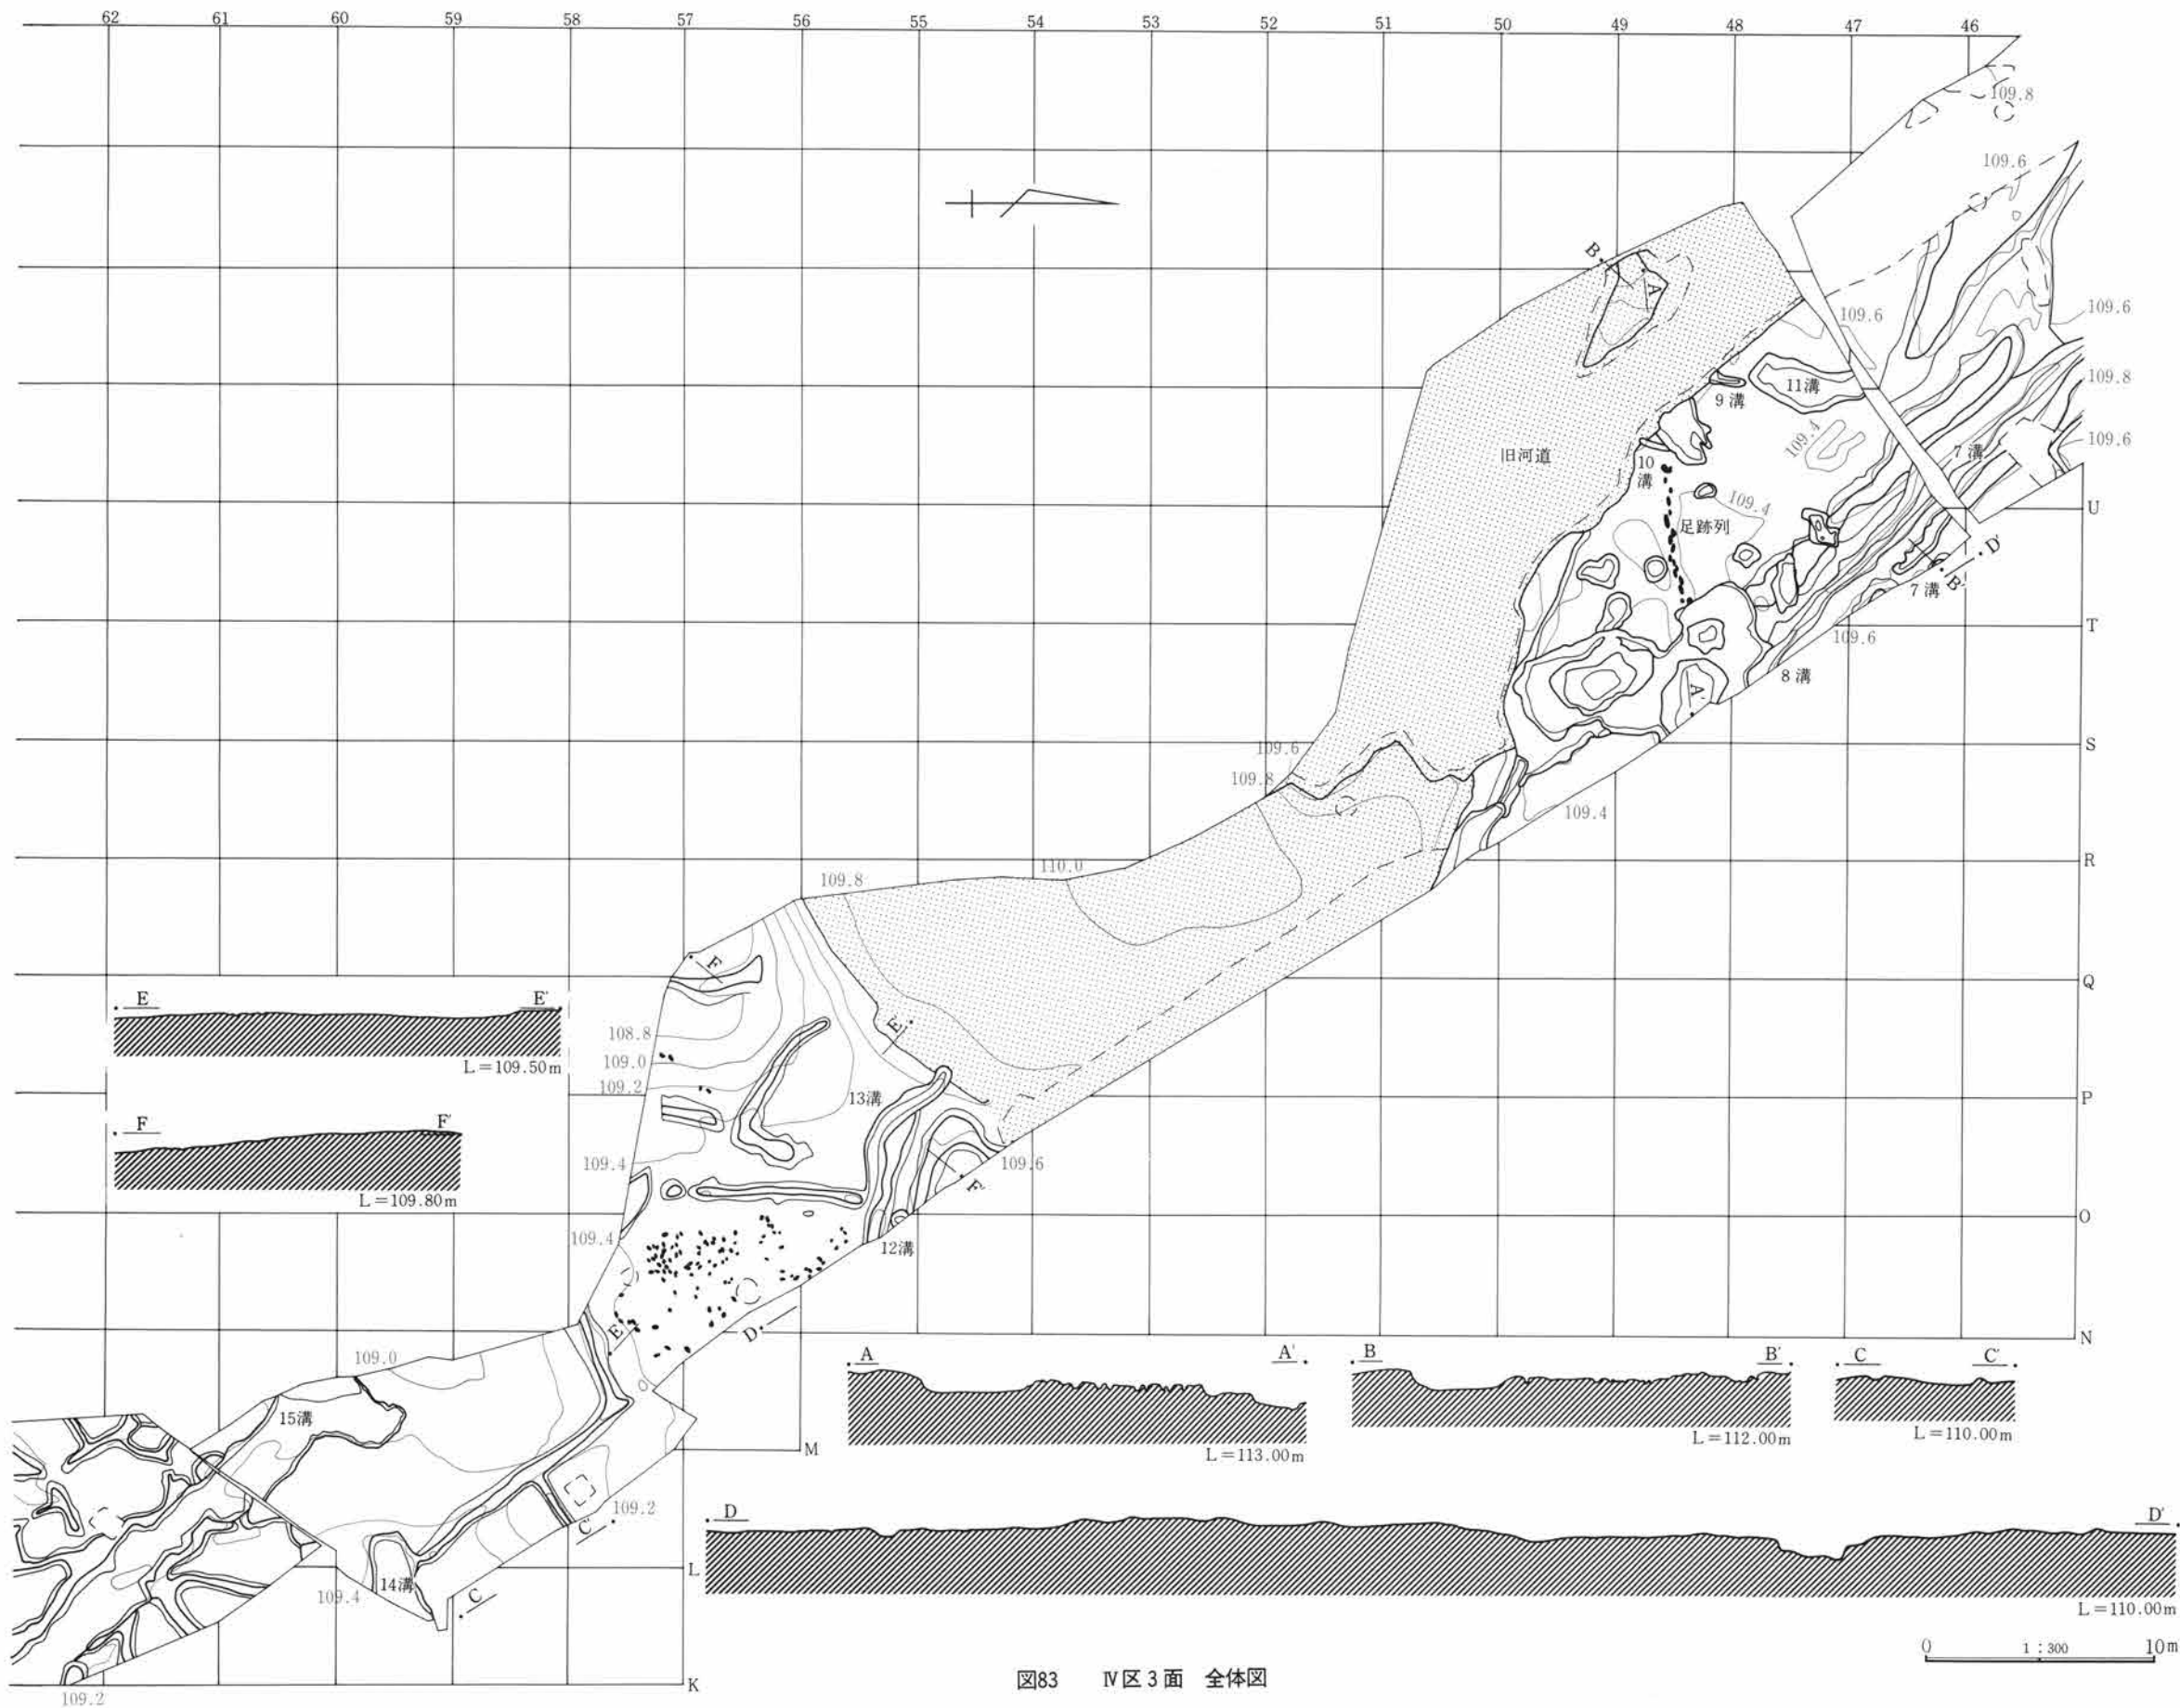 62 61 60 59 58 57 56 55 54 53 52 51 50 49 48 47 46
109.8
109.6
B
A
109.6
109.6
11溝
109.8
9溝
109.4
109.6
7溝
旧河道
10
溝
109.4
U
足跡列
D'
B'
7溝
T
109.6
8溝
A'
109.6
S
109.8
109.4
110.0
R
109.8
F
Q
E
E'
E'
108.8
109.0
L=109.50m
109.2
13溝
P
F
F'
109.4
109.6
F'
L=109.80m
O
109.4
12溝
E
D
N
109.0
A
A'
B
B'
C
C'
15溝
L=113.00m
L=112.00m
L=110.00m
M
109.2
C'
D
D'
L
14溝
109.4
C
L=110.00m
0
1:300
10m
K
109.2
図83 Ⅳ区3面 全体図